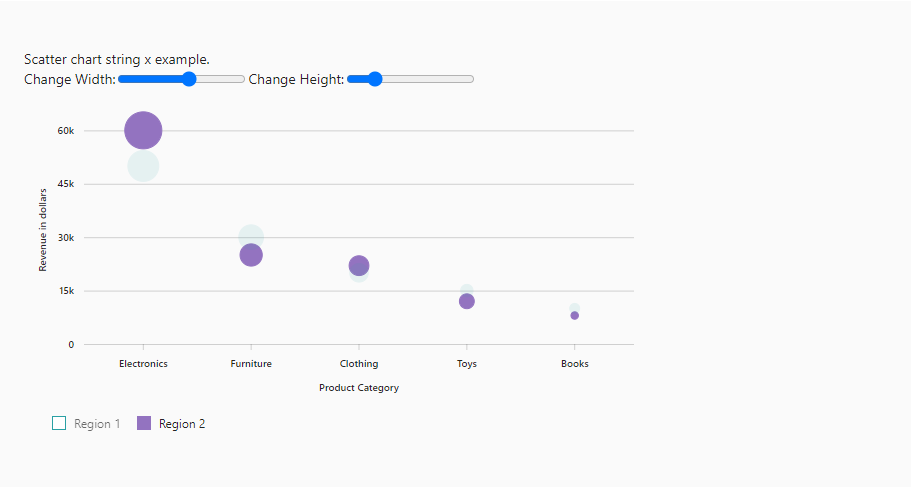 Scatter chart string x example.
Change Width: Change Height:
60k
45k
30k
15k
0
Revenue in dollars
Electronics Furniture Clothing Toys Books
Product Category
Region 1 Region 2